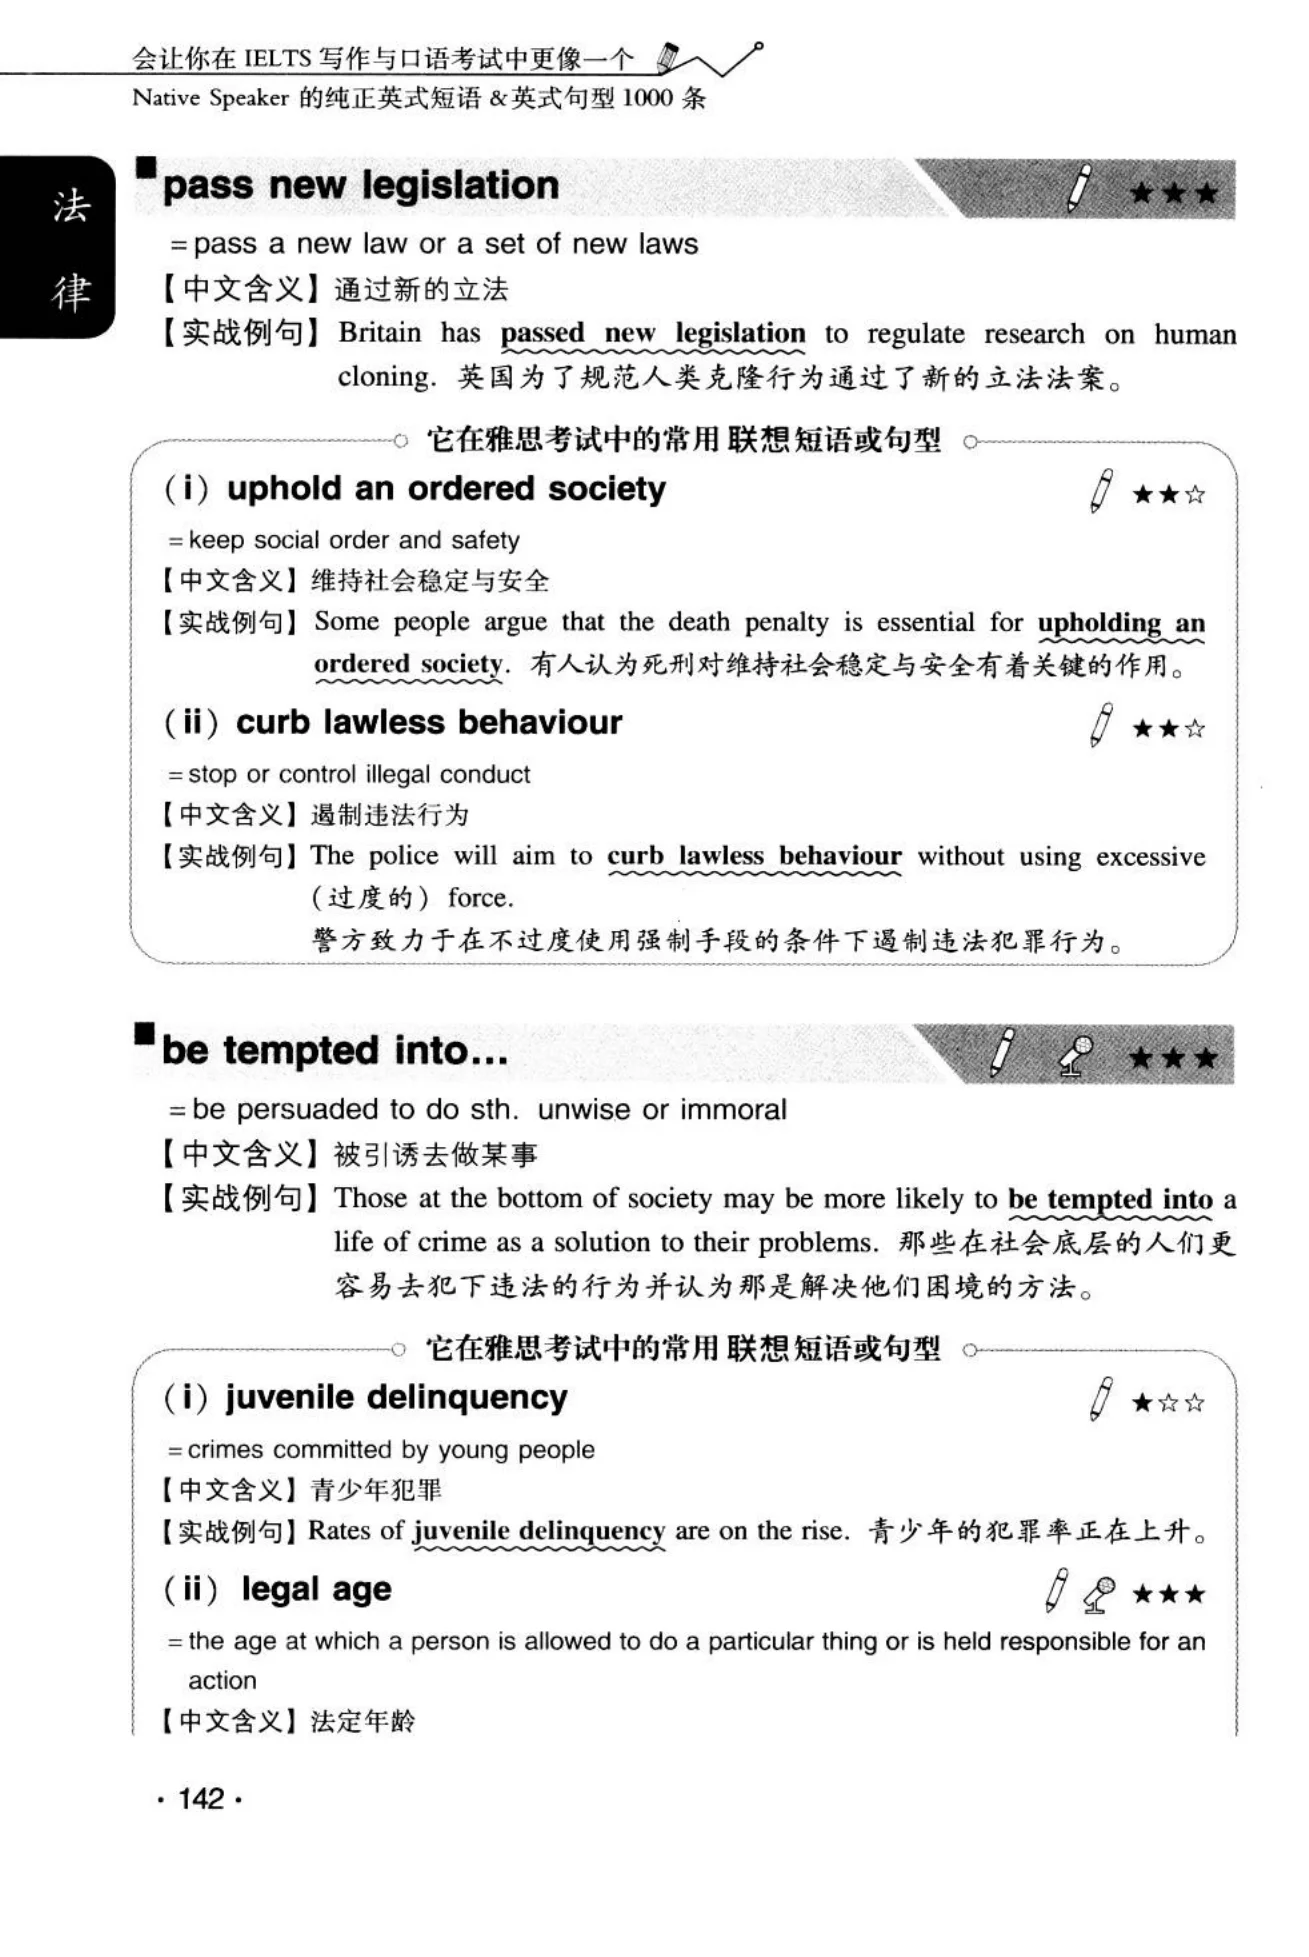 会让你在 IELTS 写作与口语考试中更像一个
Native Speaker 的纯正英式短语 &英式句型 1000 条
法
律
pass new legislation ★★★
=pass a new law or a set of new laws
【中文含义】通过新的立法
【实战例句】Britain has passed new legislation to regulate research on human
cloning. 英国为了规范人类克隆行为通过了新的立法法案。
它在雅思考试中的常用联想短语或句型
(i) uphold an ordered society ★★☆
=keep social order and safety
【中文含义】维持社会稳定与安全
【实战例句】Some people argue that the death penalty is essential for upholding an
ordered society. 有人认为死刑对维持社会稳定与安全有着关键的作用。
(ii) curb lawless behaviour ★★☆
=stop or control illegal conduct
【中文含义】遏制违法行为
【实战例句】The police will aim to curb lawless behaviour without using excessive
(过度的) force.
警方致力于在不过度使用强制手段的条件下遏制违法犯罪行为。
be tempted into... ★★★
=be persuaded to do sth. unwise or immoral
【中文含义】被引诱去做某事
【实战例句】Those at the bottom of society may be more likely to be tempted into a
life of crime as a solution to their problems. 那些在社会底层的人们更
容易去犯下违法的行为并认为那是解决他们困境的方法。
它在雅思考试中的常用联想短语或句型
(i) juvenile delinquency ★☆☆
=crimes committed by young people
【中文含义】青少年犯罪
【实战例句】Rates of juvenile delinquency are on the rise. 青少年的犯罪率正在上升。
(ii) legal age ★★★
=the age at which a person is allowed to do a particular thing or is held responsible for an
action
【中文含义】法定年龄
· 142 ·